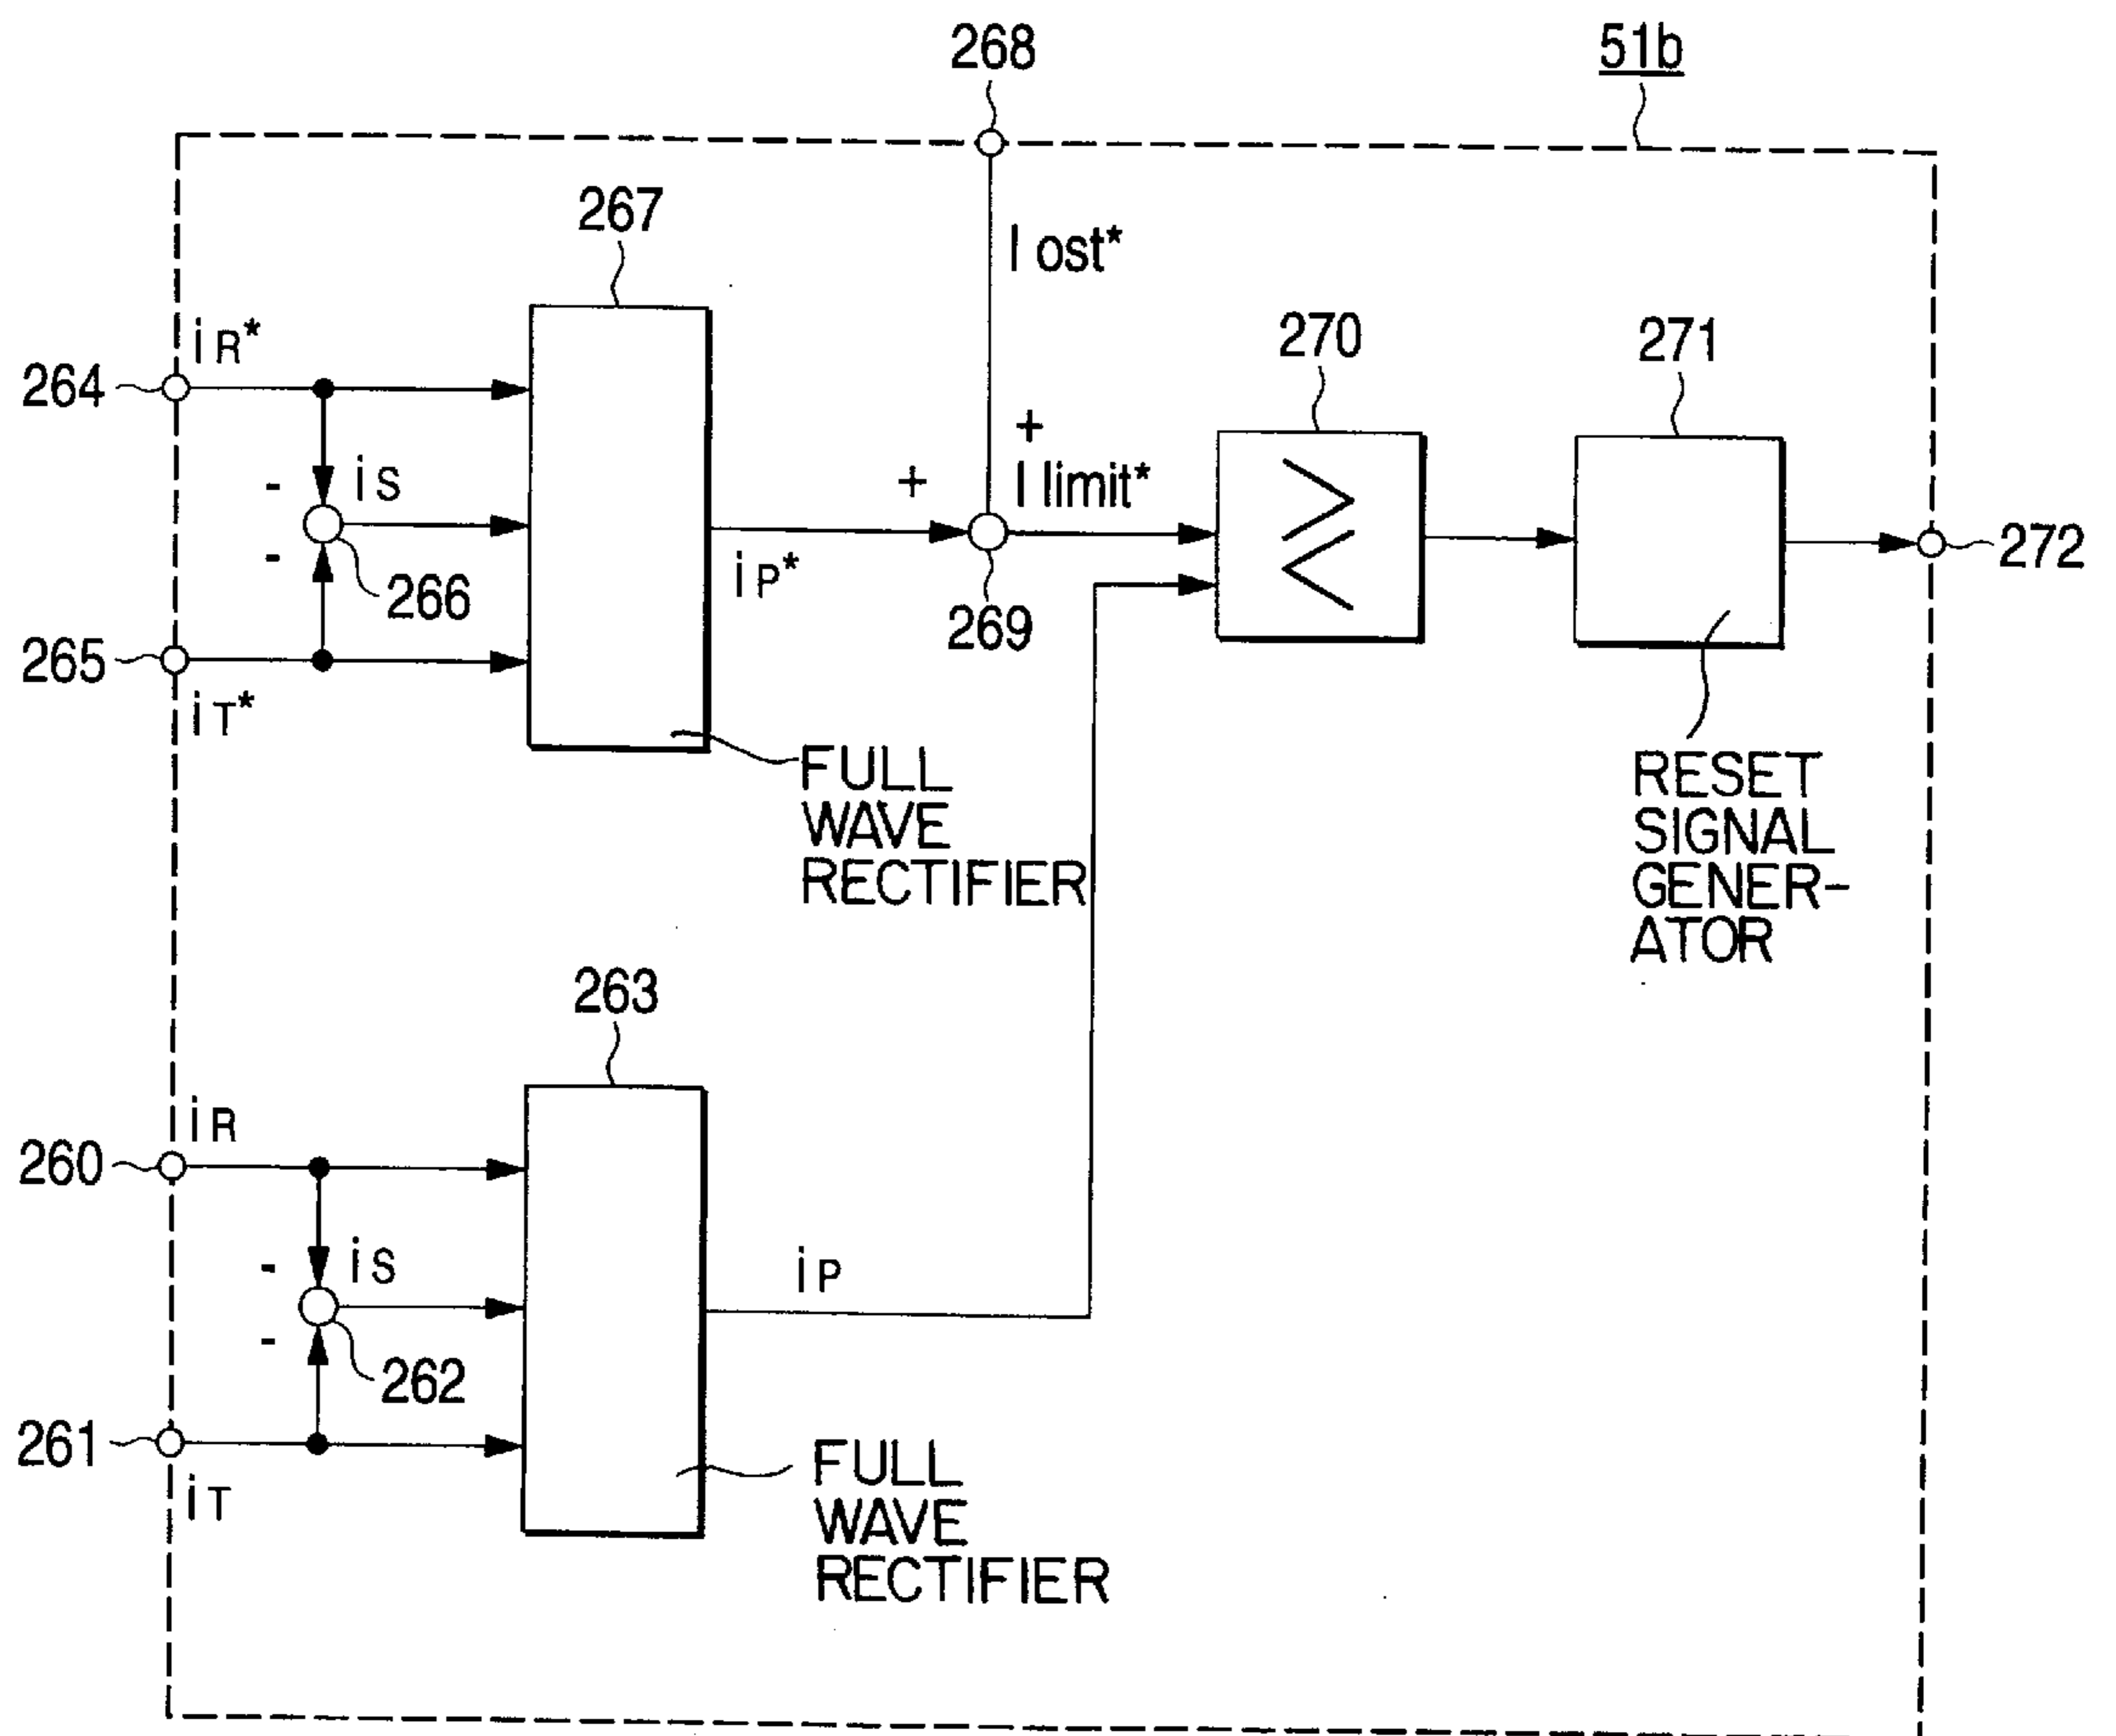 268
51b
267
I ost*
iR*
264
270
271
+
- iS
+ I limit*
272
-
266
iP*
269
265
iT*
FULL
WAVE
RECTIFIER
RESET
SIGNAL
GENER-
ATOR
263
iR
260
- iS
iP
-
262
261
iT
FULL
WAVE
RECTIFIER